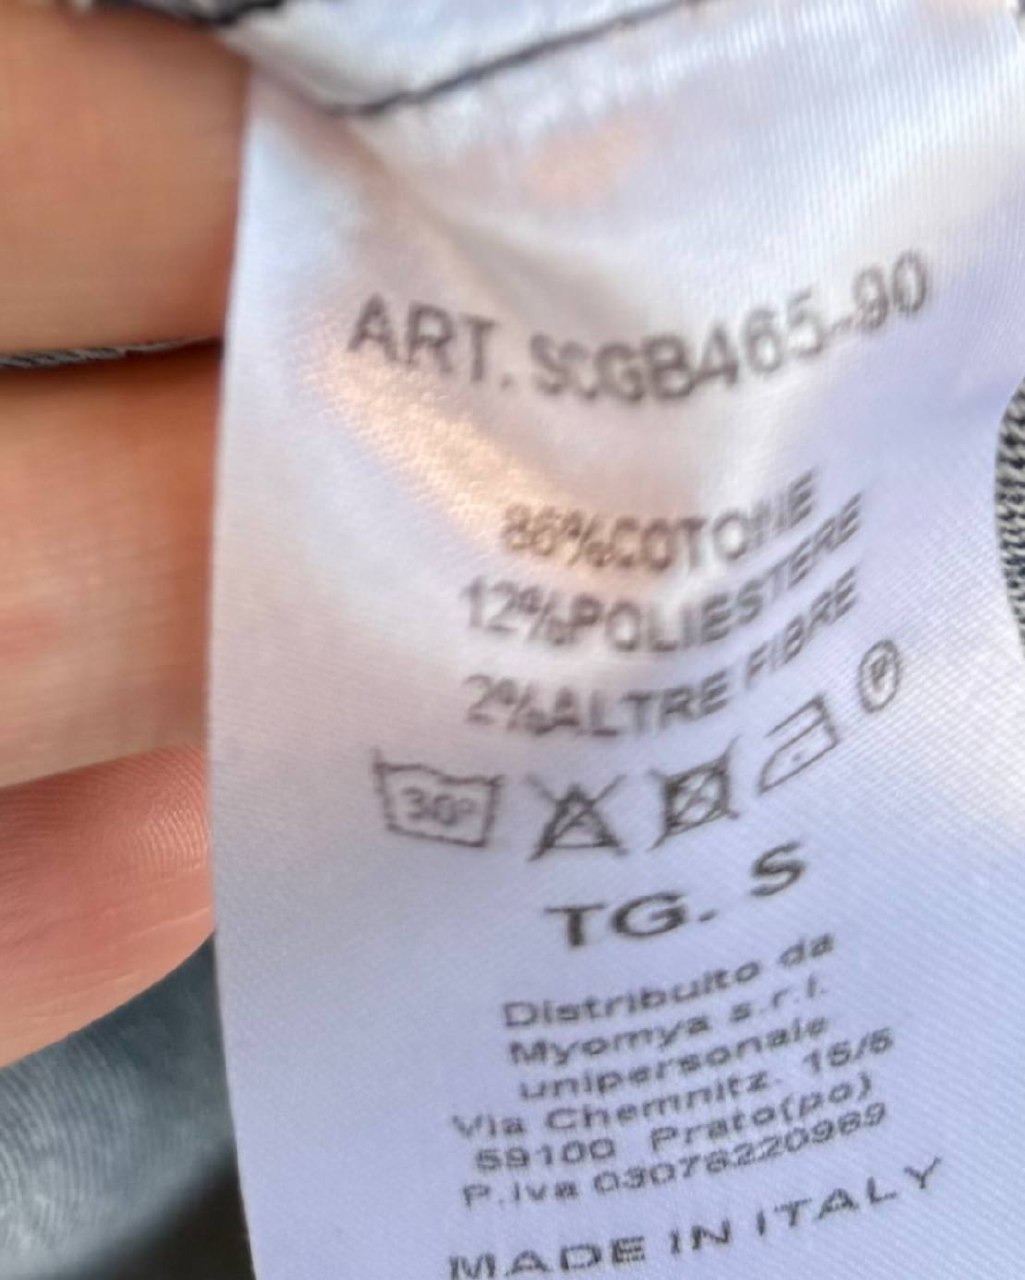 ART. SCGB465-90
86%COTONE
12%POLIESTERE
2%ALTRE FIBRE
30° P
TG. S
Distribuito da
Myomya s.r.l.
unipersonale
Via Chemnitz. 15/5
59100 Prato(po)
P.iva 03078220969
MADE IN ITALY